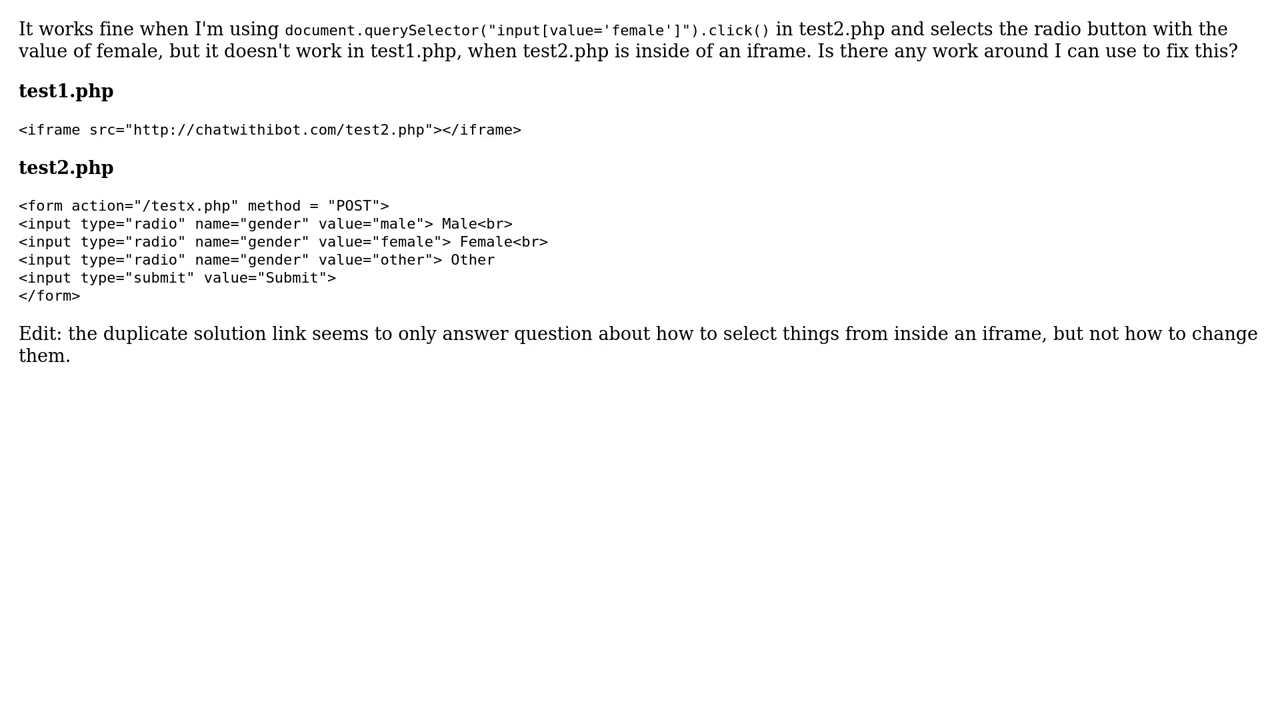 It works fine when I'm using document.querySelector("input[value='female']").click() in test2.php and selects the radio button with the
value of female, but it doesn't work in test1.php, when test2.php is inside of an iframe. Is there any work around I can use to fix this?
test1.php
<iframe src="http://chatwithibot.com/test2.php"></iframe>
test2.php
<form action="/testx.php" method = "POST">
<input type="radio" name="gender" value="male"> Male<br>
<input type="radio" name="gender" value="female"> Female<br>
<input type="radio" name="gender" value="other"> Other
<input type="submit" value="Submit">
</form>
Edit: the duplicate solution link seems to only answer question about how to select things from inside an iframe, but not how to change
them.